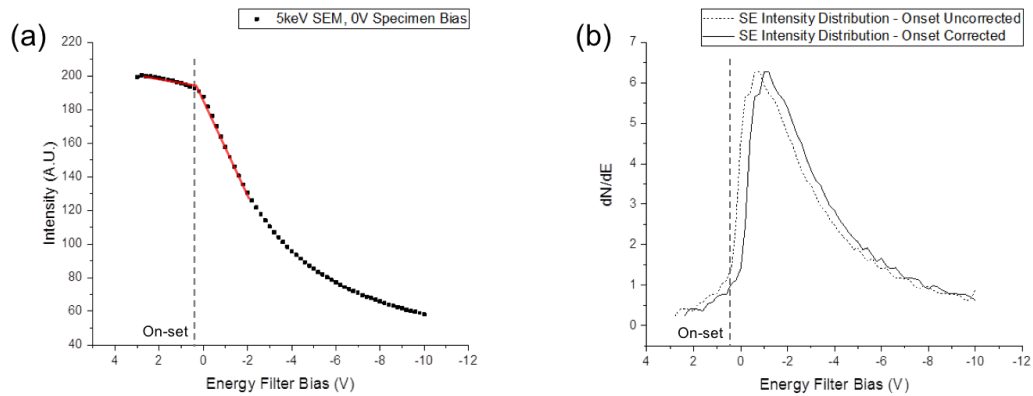 (a)
5keV SEM, 0V Specimen Bias
220
200
180
160
140
120
100
80
60
40
Intensity (A.U.)
On-set
4 2 0 -2 -4 -6 -8 -10 -12
Energy Filter Bias (V)
(b)
SE Intensity Distribution - Onset Uncorrected
SE Intensity Distribution - Onset Corrected
7
6
5
4
3
2
1
0
dN/dE
On-set
4 2 0 -2 -4 -6 -8 -10 -12
Energy Filter Bias (V)